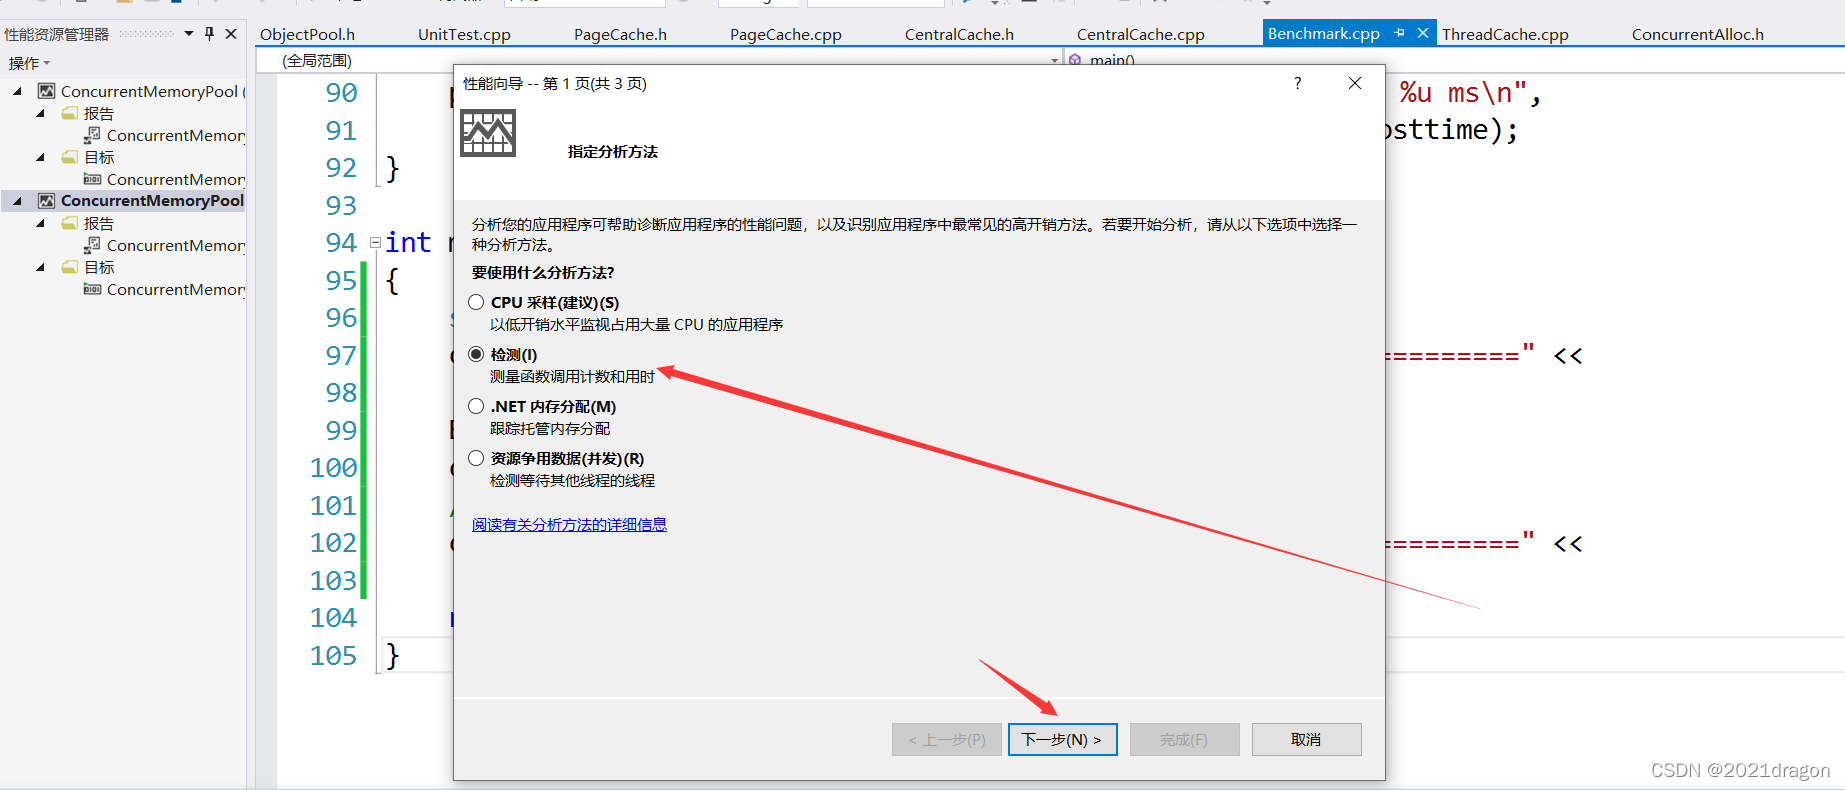 性能资源管理器
操作
ConcurrentMemoryPool (
报告
ConcurrentMemory
目标
ConcurrentMemory
ConcurrentMemoryPool
报告
ConcurrentMemory
目标
ConcurrentMemory
ObjectPool.h UnitTest.cpp PageCache.h PageCache.cpp CentralCache.h CentralCache.cpp Benchmark.cpp ThreadCache.cpp ConcurrentAlloc.h
(全局范围) main()
90 %u ms\n",
91 osttime);
92 }
93
94 int
95 {
96
97 =========" <<
98
99
100
101
102 =========" <<
103
104
105 }
性能向导 -- 第 1 页(共 3 页) ?
指定分析方法
分析您的应用程序可帮助诊断应用程序的性能问题，以及识别应用程序中最常见的高开销方法。若要开始分析，请从以下选项中选择一
种分析方法。
要使用什么分析方法?
CPU 采样(建议)(S)
以低开销水平监视占用大量 CPU 的应用程序
检测(I)
测量函数调用计数和用时
.NET 内存分配(M)
跟踪托管内存分配
资源争用数据(并发)(R)
检测等待其他线程的线程
阅读有关分析方法的详细信息
< 上一步(P) 下一步(N) > 完成(F) 取消
CSDN @2021dragon